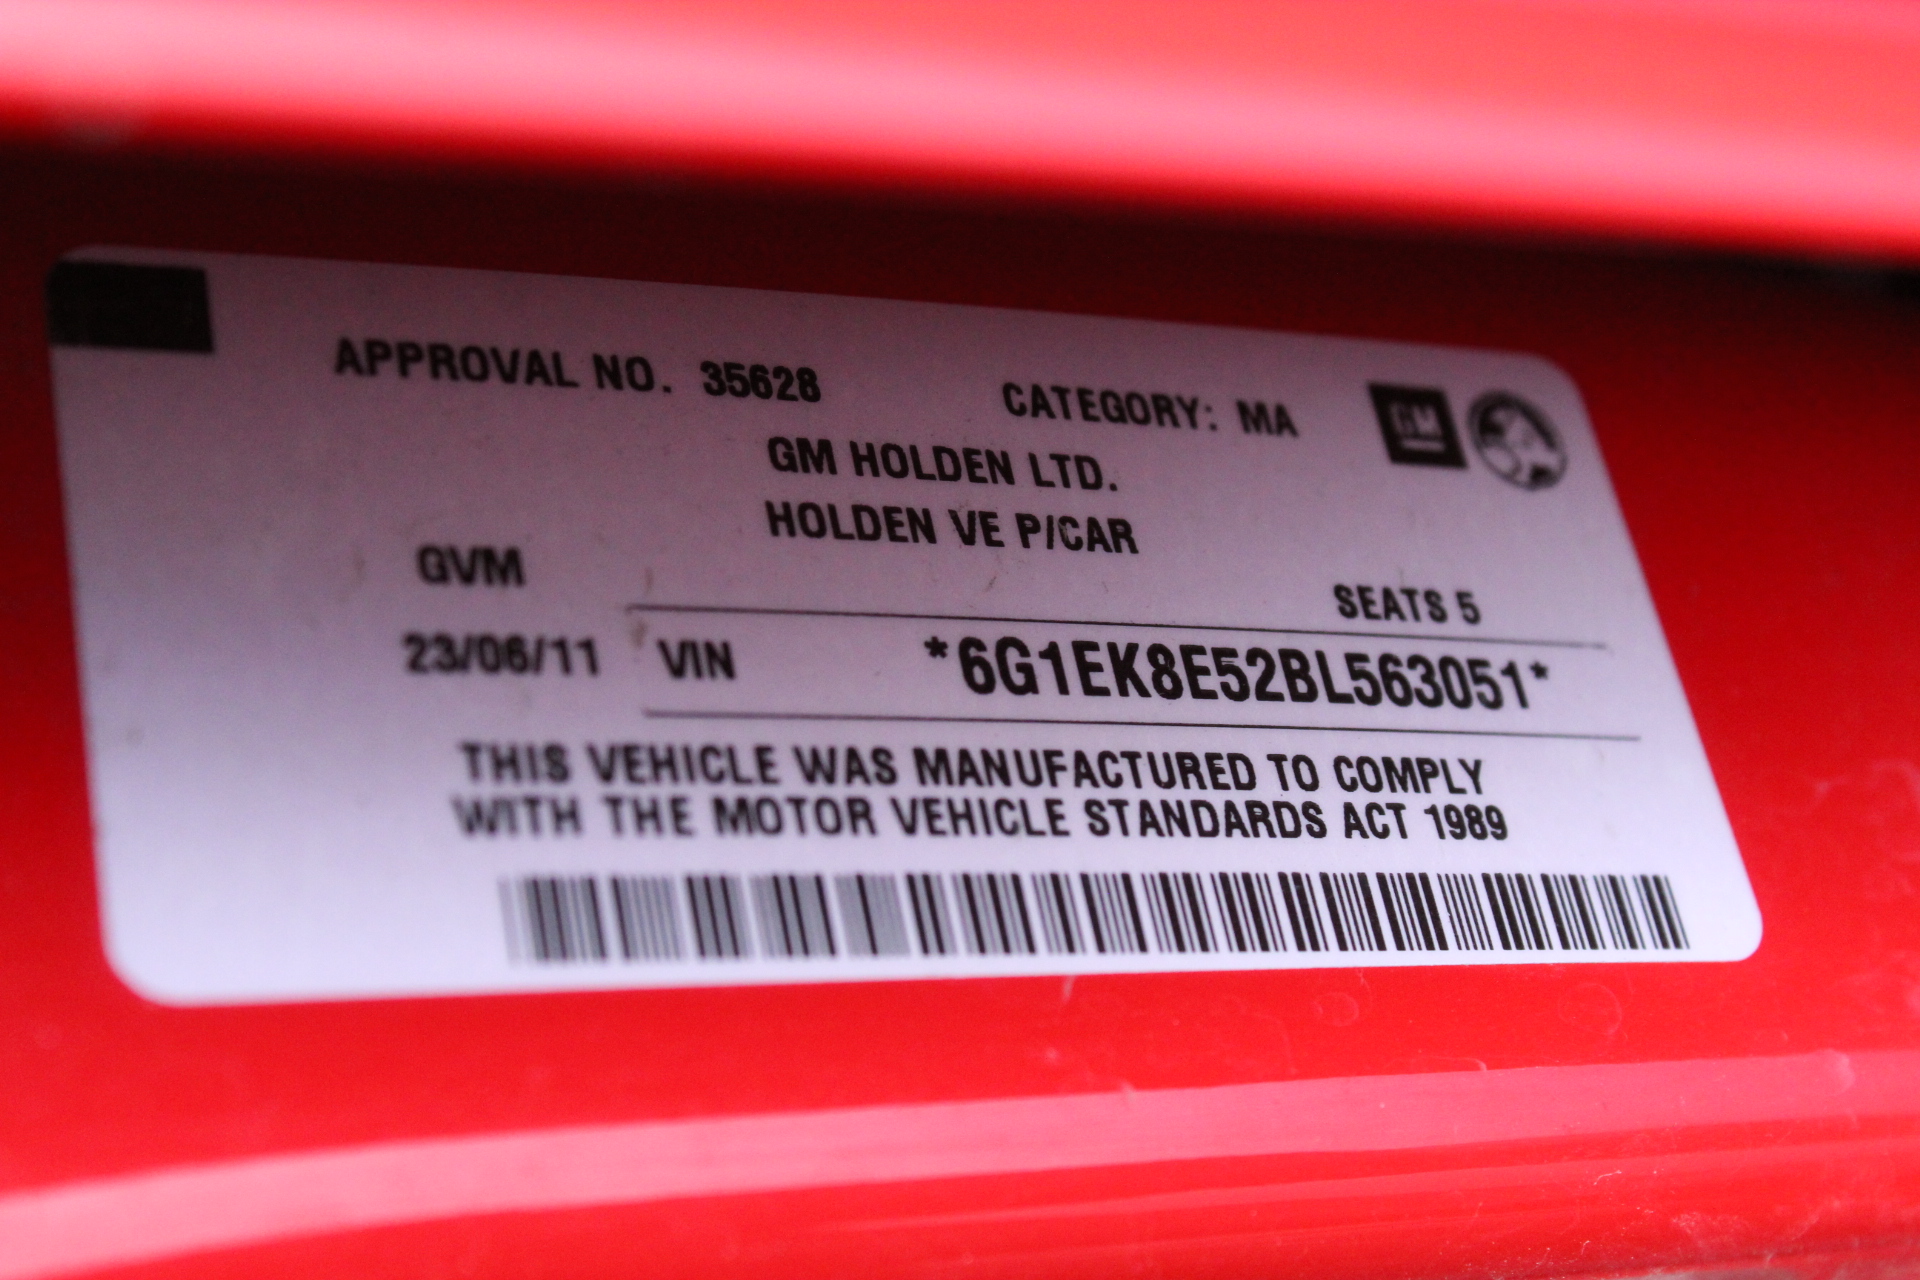 APPROVAL NO. 35628 CATEGORY: MA GM
GM HOLDEN LTD.
HOLDEN VE P/CAR
GVM
SEATS 5
23/06/11 VIN *6G1EK8E52BL563051*
THIS VEHICLE WAS MANUFACTURED TO COMPLY
WITH THE MOTOR VEHICLE STANDARDS ACT 1989